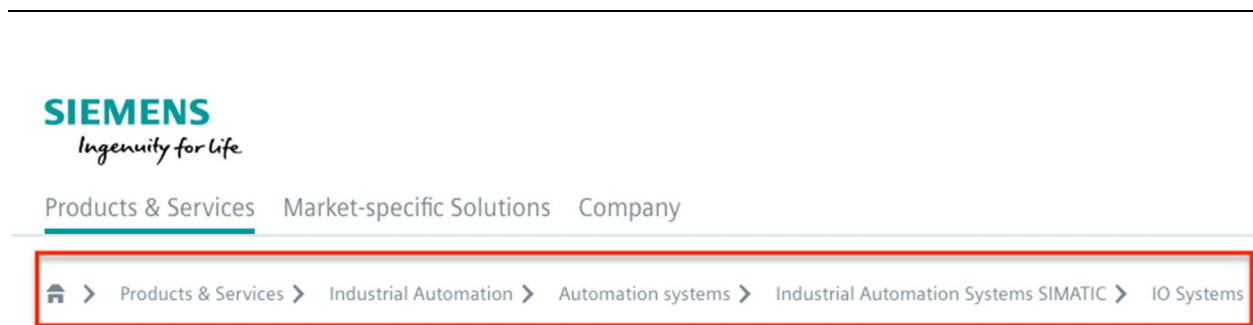 SIEMENS
Ingenuity for life
Products & Services Market-specific Solutions Company
Products & Services Industrial Automation Automation systems Industrial Automation Systems SIMATIC IO Systems